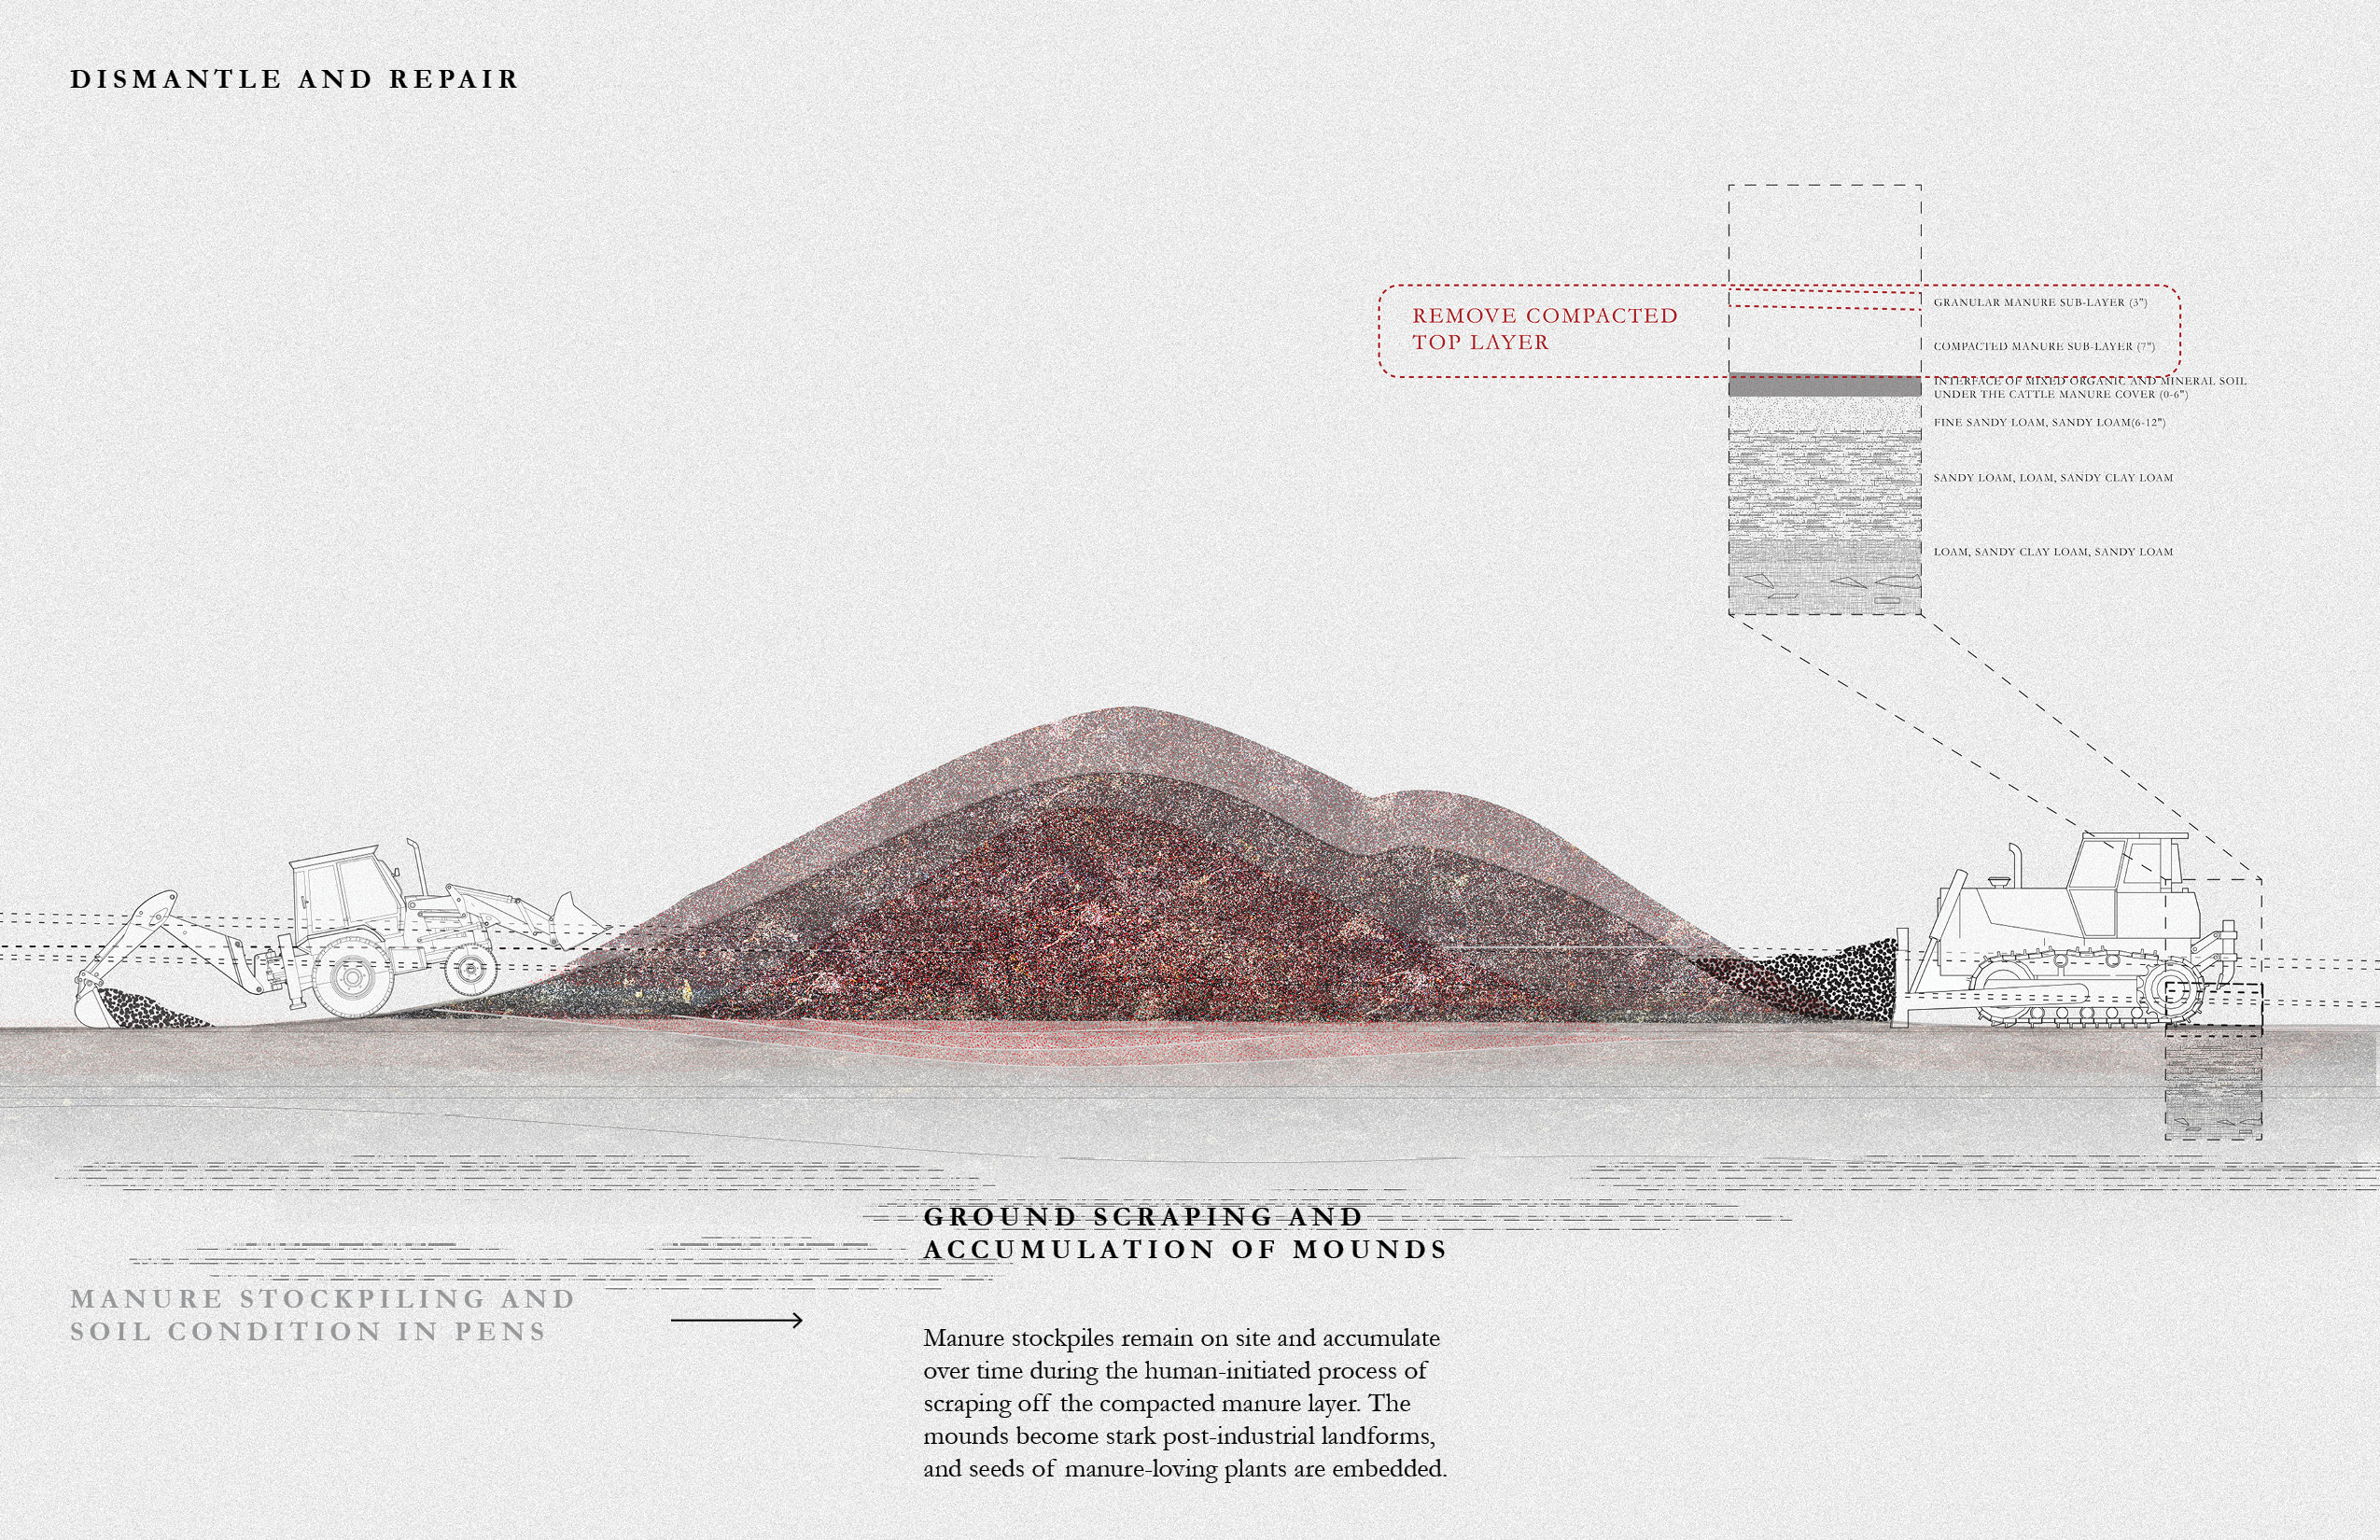 DISMANTLE AND REPAIR
REMOVE COMPACTED
TOP LAYER
GRANULAR MANURE SUB-LAYER (3")
COMPACTED MANURE SUB-LAYER (7")
INTERFACE OF MIXED ORGANIC AND MINERAL SOIL
UNDER THE CATTLE MANURE COVER (0-6")
FINE SANDY LOAM, SANDY LOAM(6-12")
SANDY LOAM, LOAM, SANDY CLAY LOAM
LOAM, SANDY CLAY LOAM, SANDY LOAM
MANURE STOCKPILING AND
SOIL CONDITION IN PENS
GROUND SCRAPING AND
ACCUMULATION OF MOUNDS
Manure stockpiles remain on site and accumulate
over time during the human-initiated process of
scraping off the compacted manure layer. The
mounds become stark post-industrial landforms,
and seeds of manure-loving plants are embedded.